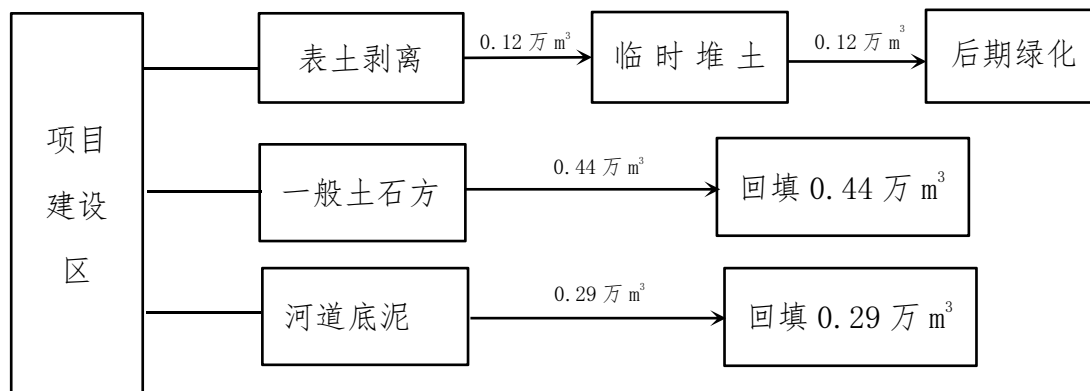 项目
建设
区
表土剥离
0.12 万 m³
临 时 堆 土
0.12 万 m³
后期绿化
一般土石方
0.44 万 m³
回填 0.44 万 m³
河道底泥
0.29 万 m³
回填 0.29 万 m³